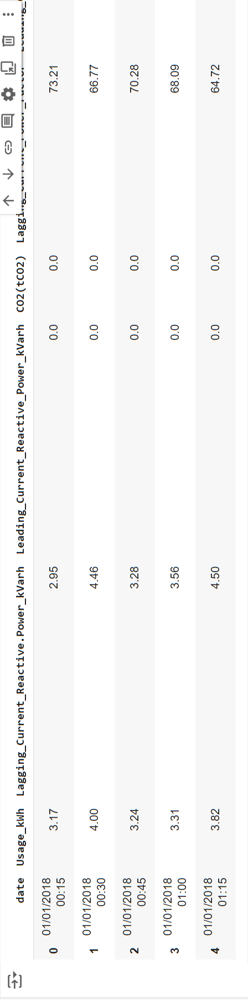 date Usage_kWh Lagging_Current_Reactive.Power_kVarh Leading_Current_Reactive_Power_kVarh CO2(tCO2)
0 01/01/2018 00:15 3.17 2.95 0.0 0.0 73.21
1 01/01/2018 00:30 4.00 4.46 0.0 0.0 66.77
2 01/01/2018 00:45 3.24 3.28 0.0 0.0 70.28
3 01/01/2018 01:00 3.31 3.56 0.0 0.0 68.09
4 01/01/2018 01:15 3.82 4.50 0.0 0.0 64.72